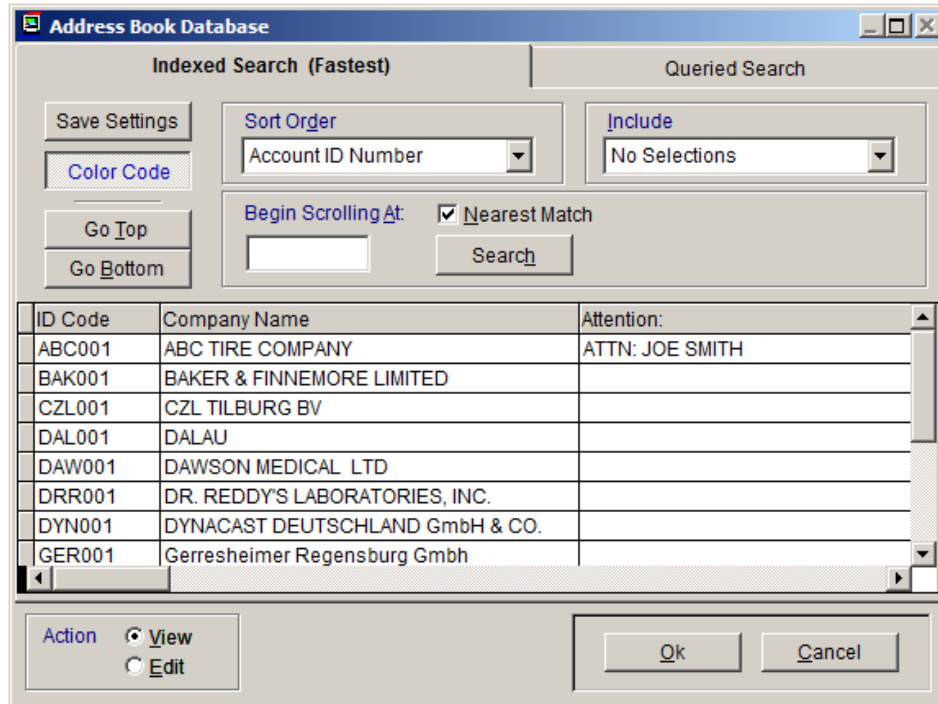 Address Book Database
Indexed Search (Fastest)
Queried Search
Save Settings
Color Code
Go Top
Go Bottom
Sort Order
Account ID Number
Include
No Selections
Begin Scrolling At:
Nearest Match
Search
ID Code Company Name Attention:
ABC001 ABC TIRE COMPANY ATTN: JOE SMITH
BAK001 BAKER & FINNEMORE LIMITED
CZL001 CZL TILBURG BV
DAL001 DALAU
DAW001 DAWSON MEDICAL LTD
DRR001 DR. REDDY'S LABORATORIES, INC.
DYN001 DYNACAST DEUTSCHLAND GmbH & CO.
GER001 Gerresheimer Regensburg Gmbh
Action
View
Edit
Ok
Cancel